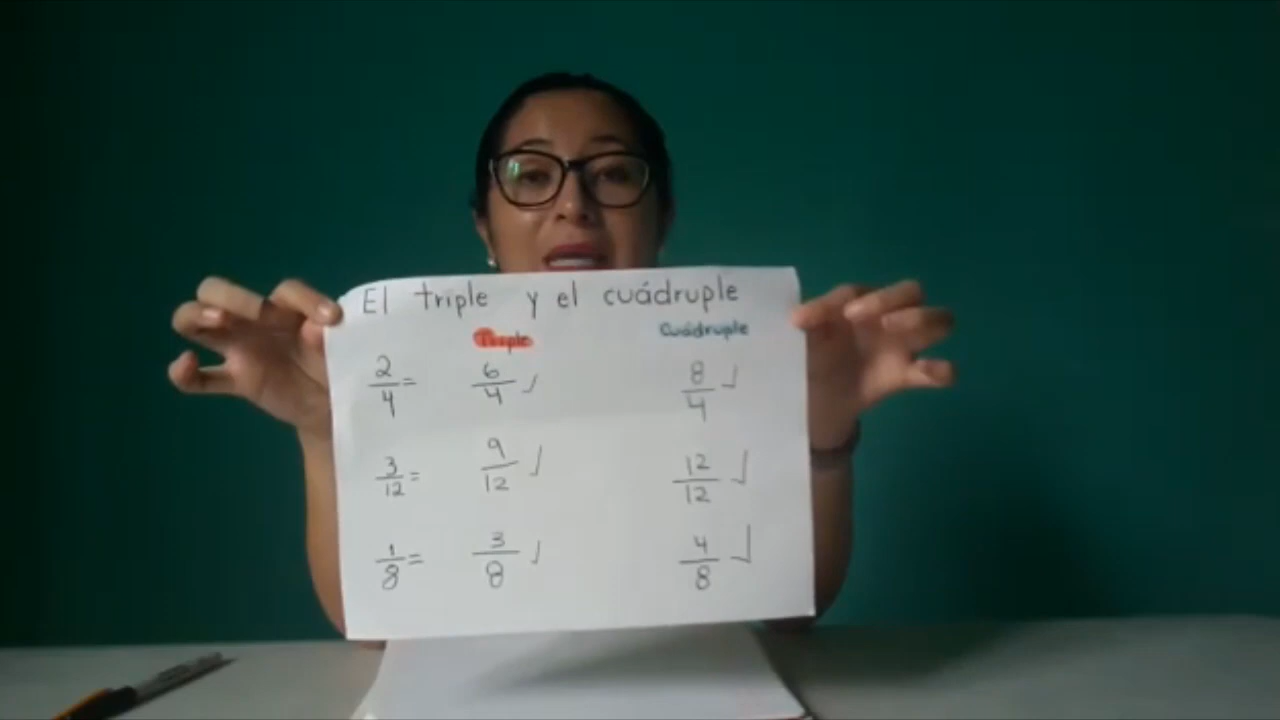 El triple y el cuádruple
Triple Cuádruple
2/4= 6/4 8/4
3/12= 9/12 12/12
1/8= 3/8 4/8